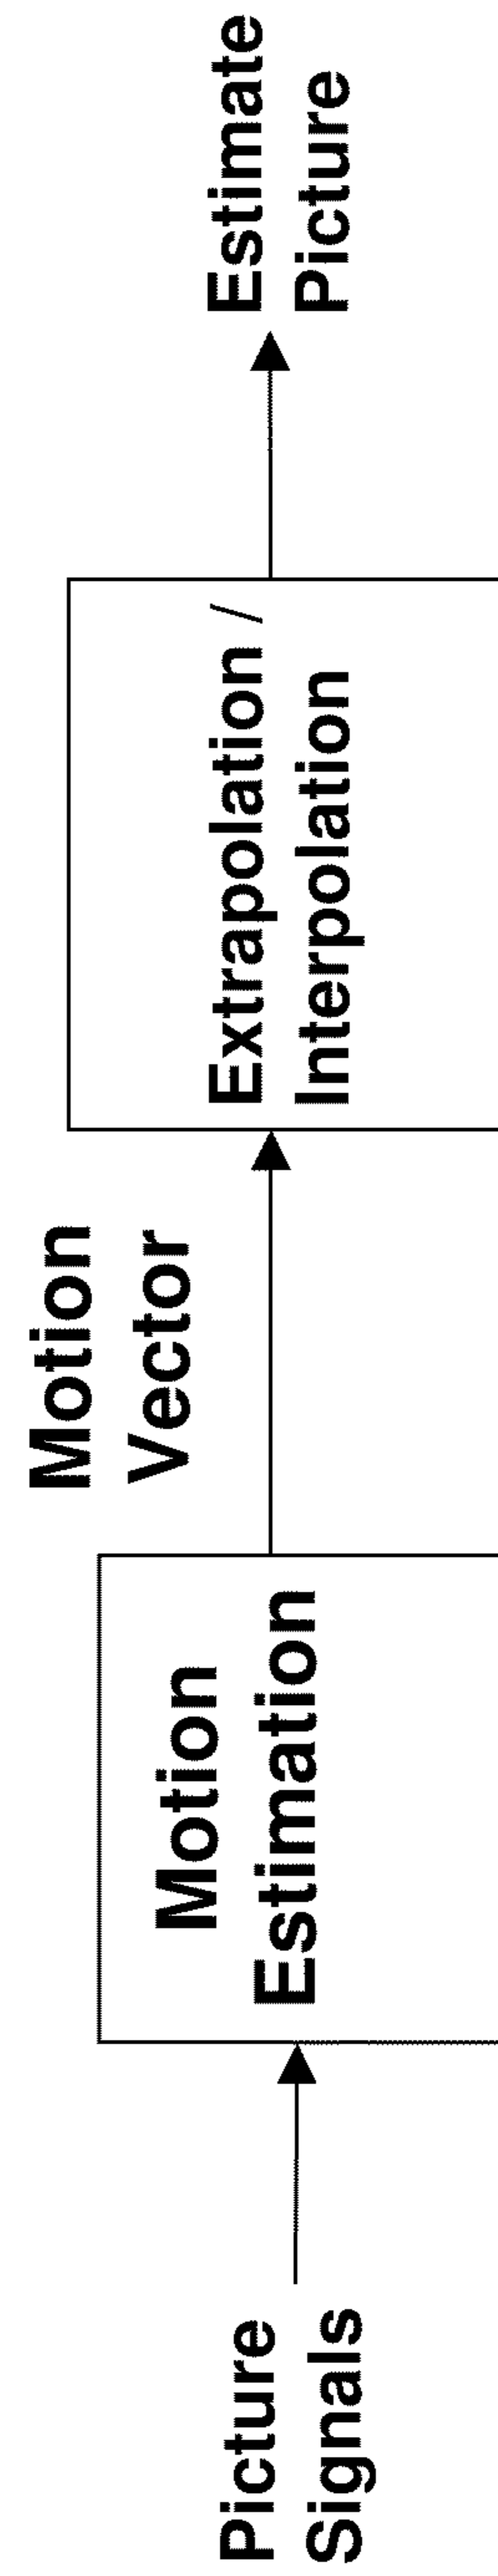 Picture
Signals
Motion
Estimation
Motion
Vector
Extrapolation /
Interpolation
Estimate
Picture